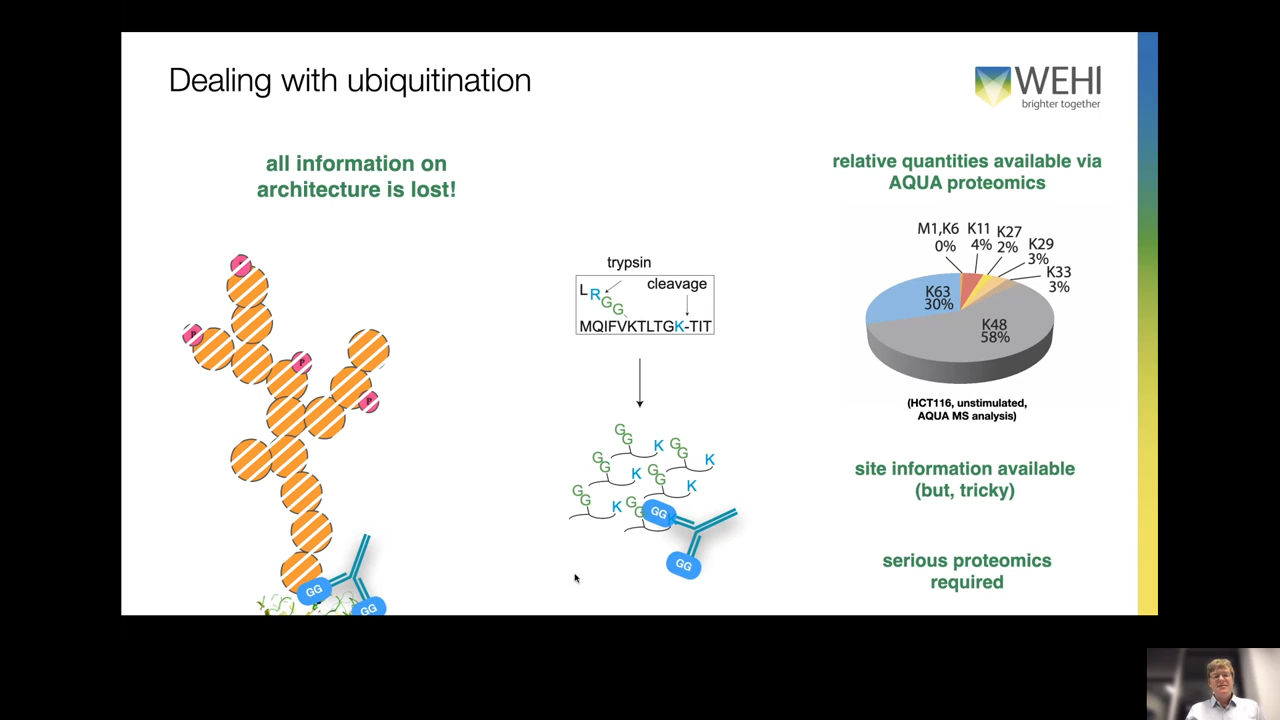 Dealing with ubiquitination
WEHI
brighter together
all information on
architecture is lost!
P
P
P
P
GG
GG
trypsin
cleavage
L
R
G
G
MQIFVKTLTGK-TIT
G
G
K
G
G
K
G
G
K
G
G
K
G
G
K
G
G
GG
GG
relative quantities available via
AQUA proteomics
M1,K6
0%
K11
4%
K27
2%
K29
3%
K33
3%
K63
30%
K48
58%
(HCT116, unstimulated,
AQUA MS analysis)
site information available
(but, tricky)
serious proteomics
required